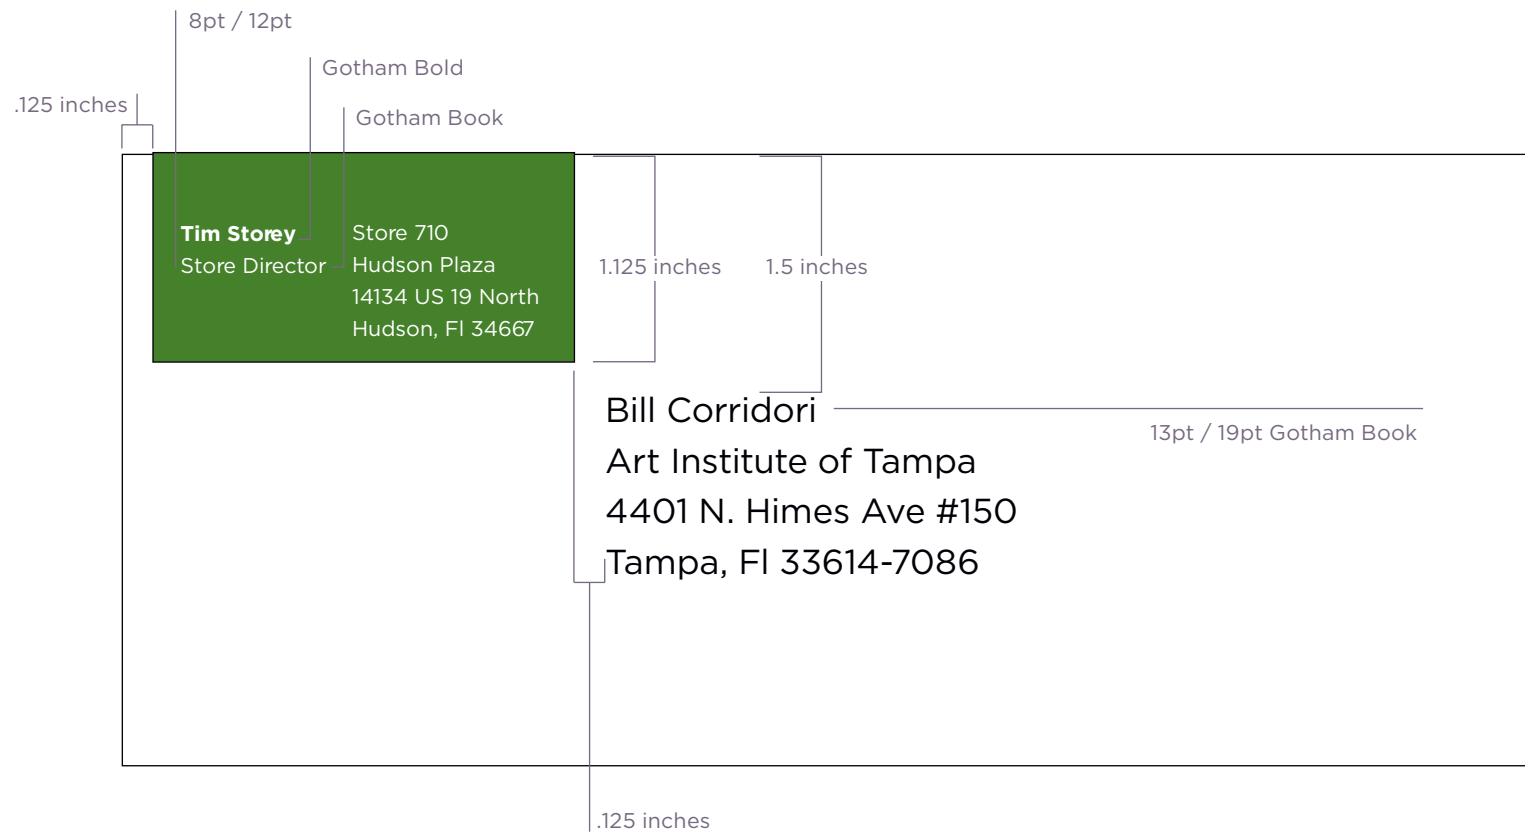 8pt / 12pt
Gotham Bold
.125 inches
Gotham Book
Tim Storey
Store Director
Store 710
Hudson Plaza
14134 US 19 North
Hudson, Fl 34667
1.125 inches
1.5 inches
Bill Corridori
Art Institute of Tampa
4401 N. Himes Ave #150
Tampa, Fl 33614-7086
13pt / 19pt Gotham Book
.125 inches